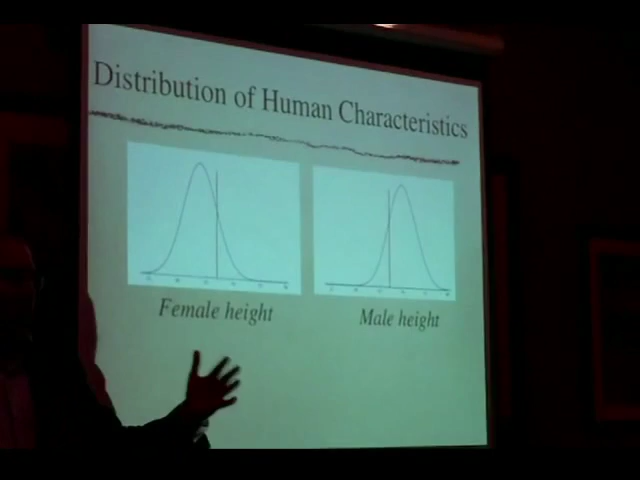 Distribution of Human Characteristics
Female height
Male height